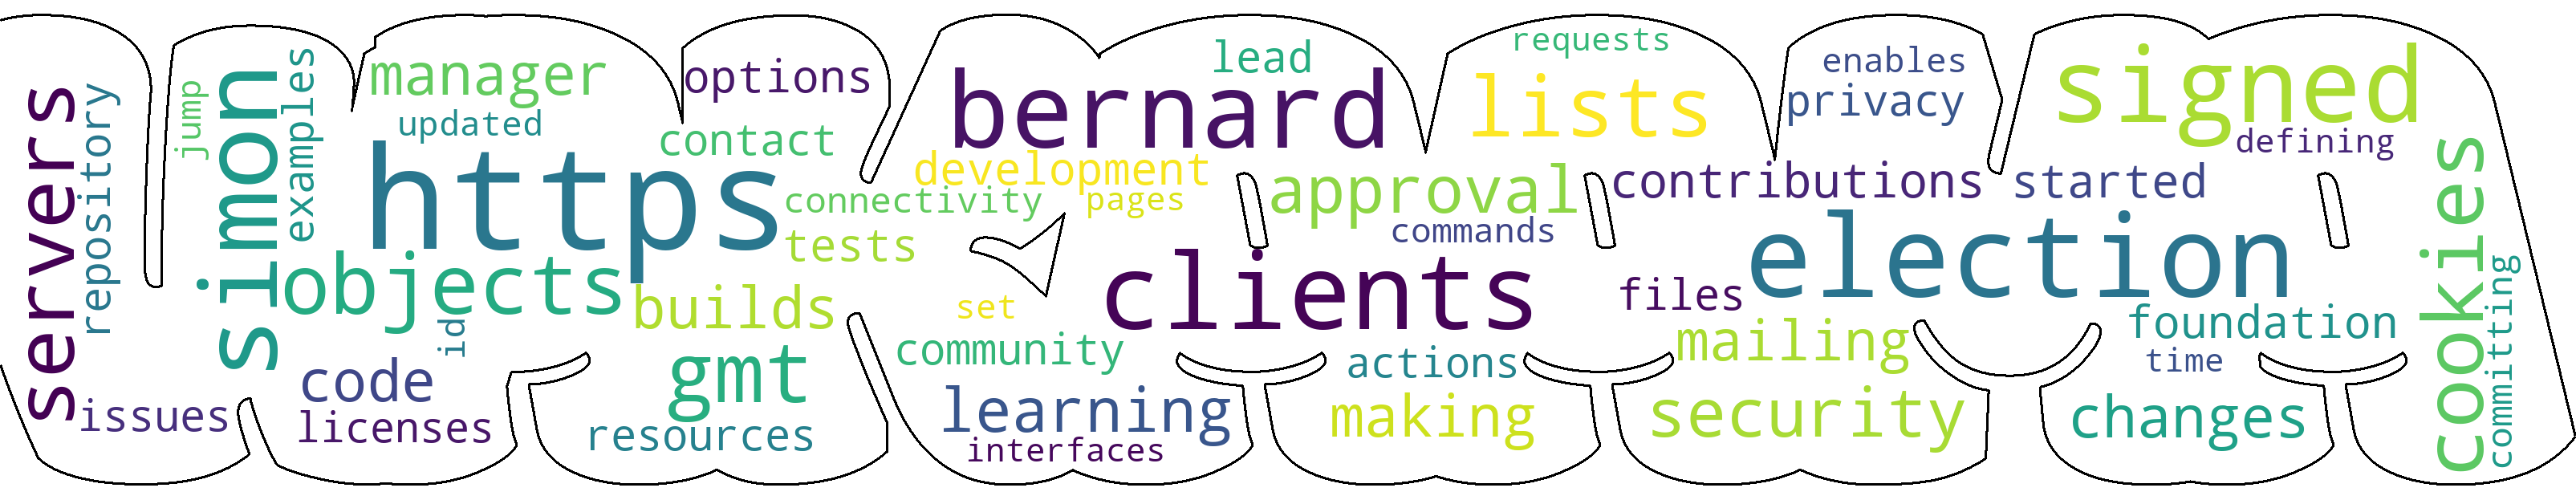 servers
repository
issues
jump
simon
examples
manager
updated
https
objects
id
code
licenses
options
contact
connectivity
tests
builds
gmt
resources
bernard
lead
development
pages
approval
commands
clients
set
community
learning
interfaces
actions
making
requests
lists
contributions
files
mailing
security
enables
privacy
started
election
signed
defining
foundation
time
changes
cookies
committing